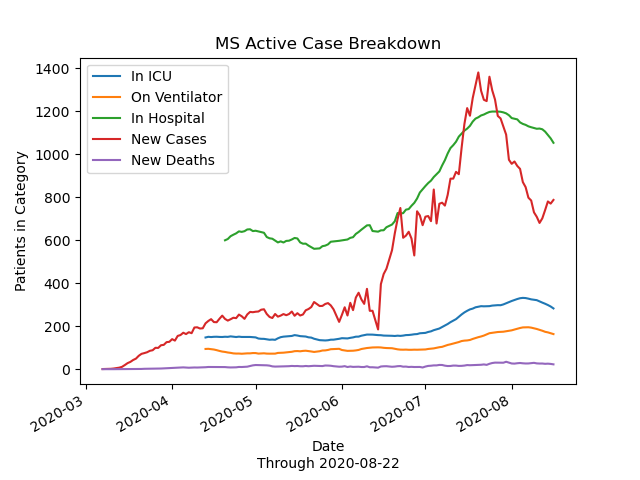 MS Active Case Breakdown
1400
1200
1000
800
600
400
200
0
Patients in Category
In ICU
On Ventilator
In Hospital
New Cases
New Deaths
2020-03
2020-04
2020-05
2020-06
2020-07
2020-08
Date
Through 2020-08-22